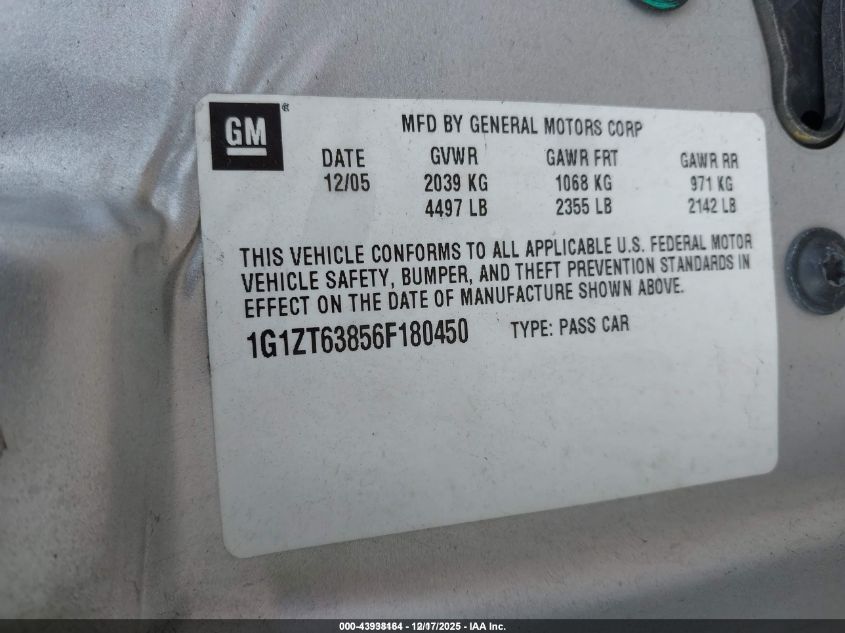 GM ®
MFD BY GENERAL MOTORS CORP
DATE GVWR GAWR FRT GAWR RR
12/05 2039 KG 1068 KG 971 KG
4497 LB 2355 LB 2142 LB
THIS VEHICLE CONFORMS TO ALL APPLICABLE U.S. FEDERAL MOTOR
VEHICLE SAFETY, BUMPER, AND THEFT PREVENTION STANDARDS IN
EFFECT ON THE DATE OF MANUFACTURE SHOWN ABOVE.
1G1ZT63856F180450 TYPE: PASS CAR
000-43938164 - 12/17/2025 - IAA Inc.